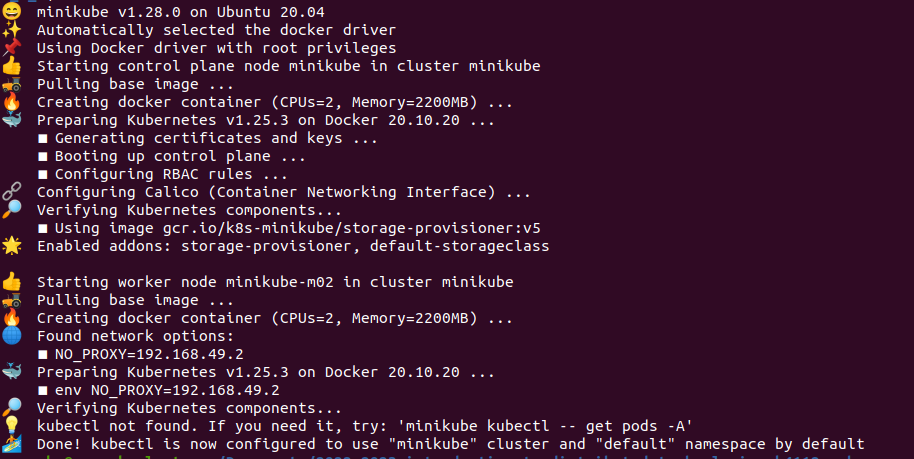 minikube v1.28.0 on Ubuntu 20.04
Automatically selected the docker driver
Using Docker driver with root privileges
Starting control plane node minikube in cluster minikube
Pulling base image ...
Creating docker container (CPUs=2, Memory=2200MB) ...
Preparing Kubernetes v1.25.3 on Docker 20.10.20 ...
▪ Generating certificates and keys ...
▪ Booting up control plane ...
▪ Configuring RBAC rules ...
Configuring Calico (Container Networking Interface) ...
Verifying Kubernetes components...
▪ Using image gcr.io/k8s-minikube/storage-provisioner:v5
Enabled addons: storage-provisioner, default-storageclass
Starting worker node minikube-m02 in cluster minikube
Pulling base image ...
Creating docker container (CPUs=2, Memory=2200MB) ...
Found network options:
▪ NO_PROXY=192.168.49.2
Preparing Kubernetes v1.25.3 on Docker 20.10.20 ...
▪ env NO_PROXY=192.168.49.2
Verifying Kubernetes components...
kubectl not found. If you need it, try: 'minikube kubectl -- get pods -A'
Done! kubectl is now configured to use "minikube" cluster and "default" namespace by default